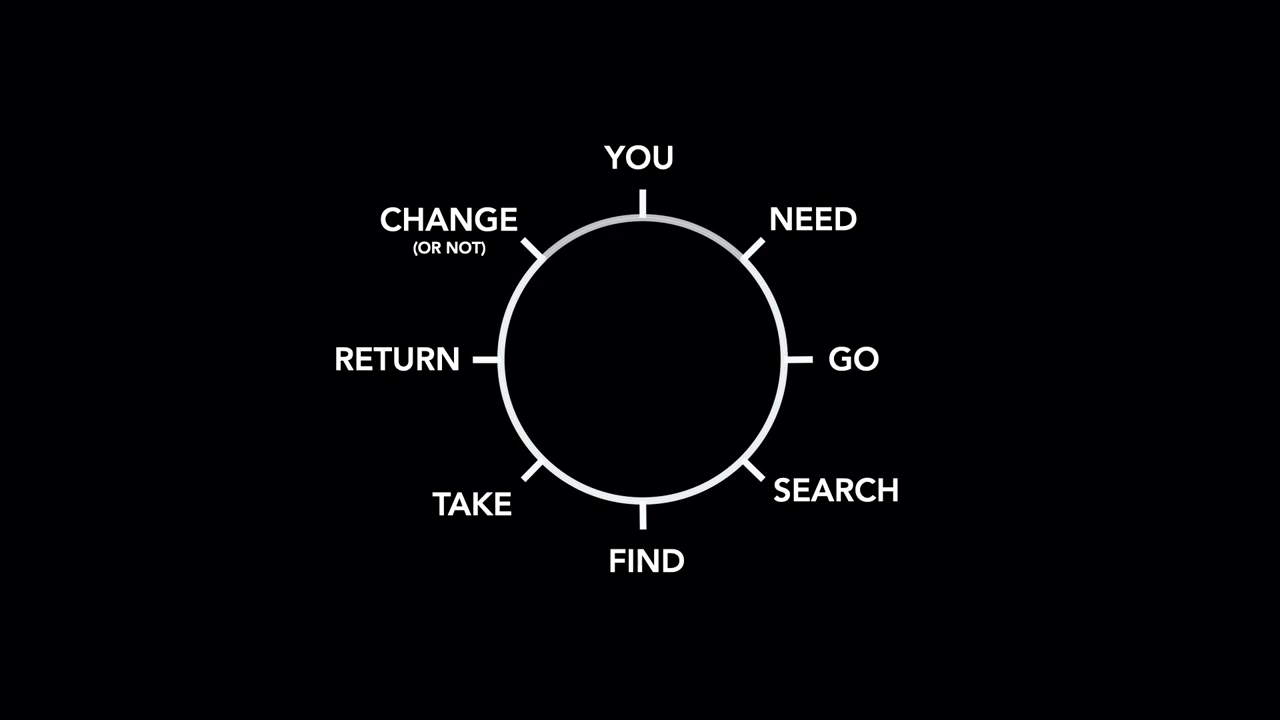 YOU
NEED
GO
SEARCH
FIND
TAKE
RETURN
CHANGE
(OR NOT)